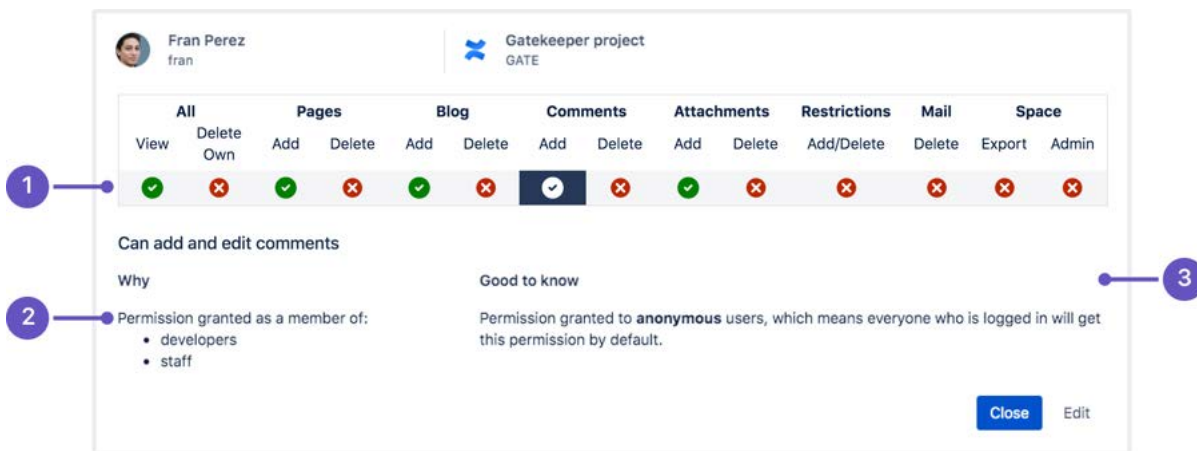 Fran Perez
fran
Gatekeeper project
GATE
All Pages Blog Comments Attachments Restrictions Mail Space
View Delete Own Add Delete Add Delete Add Delete Add Delete Add/Delete Delete Export Admin
1
Can add and edit comments
Why
Good to know
3
2
Permission granted as a member of:
• developers
• staff
Permission granted to anonymous users, which means everyone who is logged in will get
this permission by default.
Close
Edit